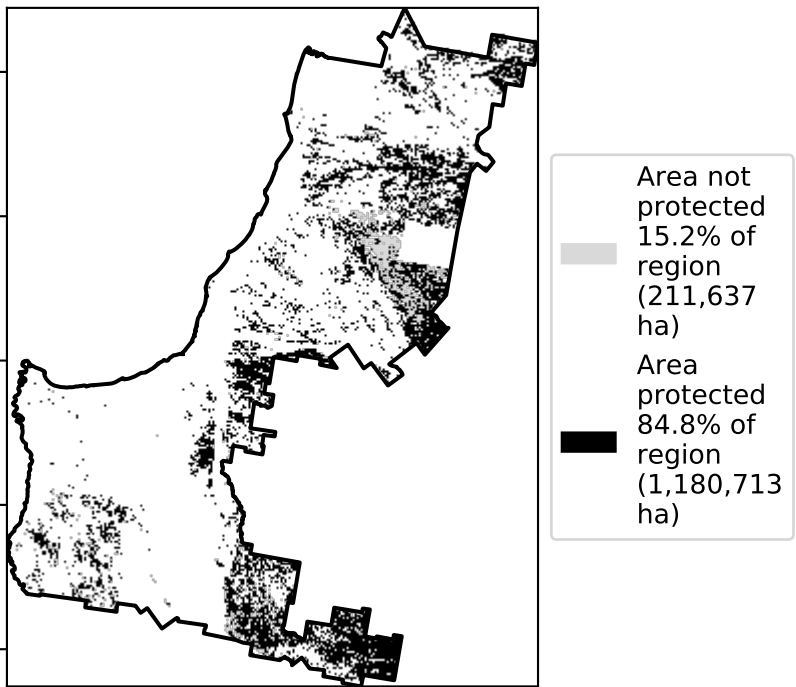 Area not
protected
15.2% of
region
(211,637
ha)
Area
protected
84.8% of
region
(1,180,713
ha)